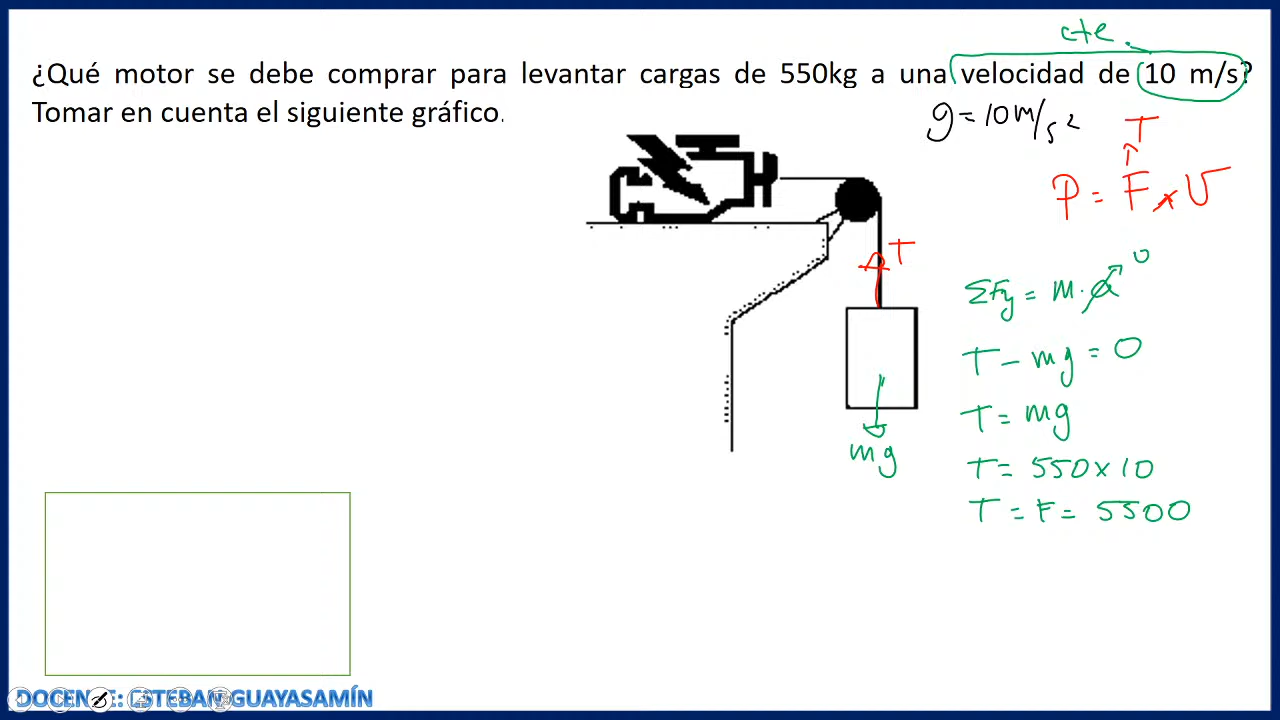 cte.
¿Qué motor se debe comprar para levantar cargas de 550kg a una velocidad de 10 m/s?
Tomar en cuenta el siguiente gráfico.
g = 10 m/s²
T
P = F × V
T
ΣFy = m · a 0
T - mg = 0
T = mg
mg
T = 550 × 10
T = F = 5500
DOCENTE: ESTEBAN GUAYASAMÍN